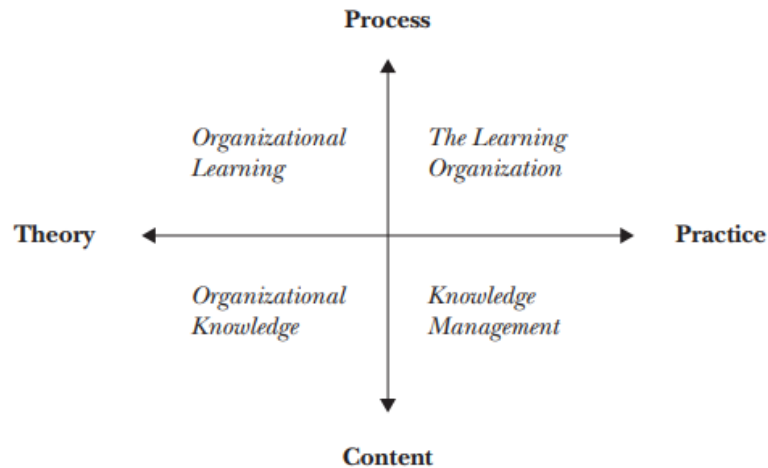 Process
Organizational
Learning
The Learning
Organization
Theory
Practice
Organizational
Knowledge
Knowledge
Management
Content